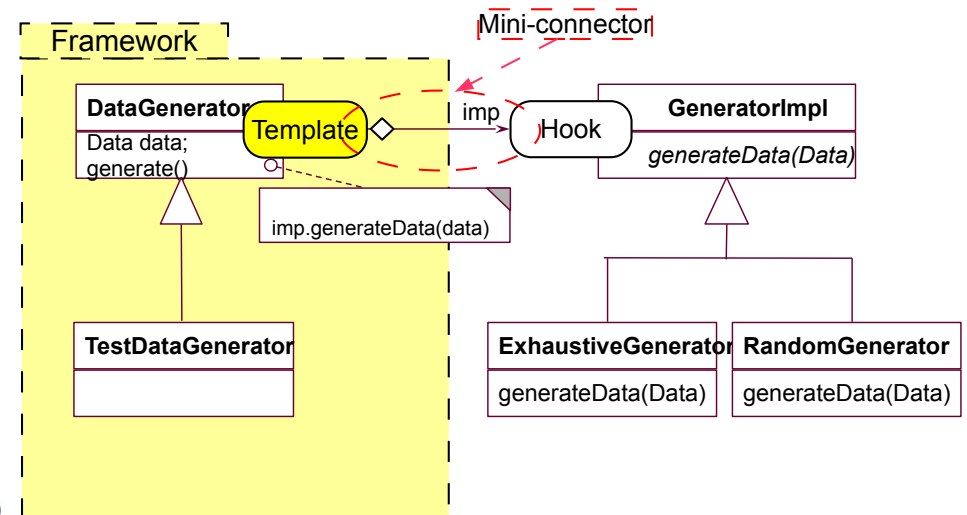 Mini-connector
Framework
DataGenerator
Template
imp
Hook
GeneratorImpl
Data data;
generate()
generateData(Data)
imp.generateData(data)
TestDataGenerator
ExhaustiveGenerator
RandomGenerator
generateData(Data)
generateData(Data)